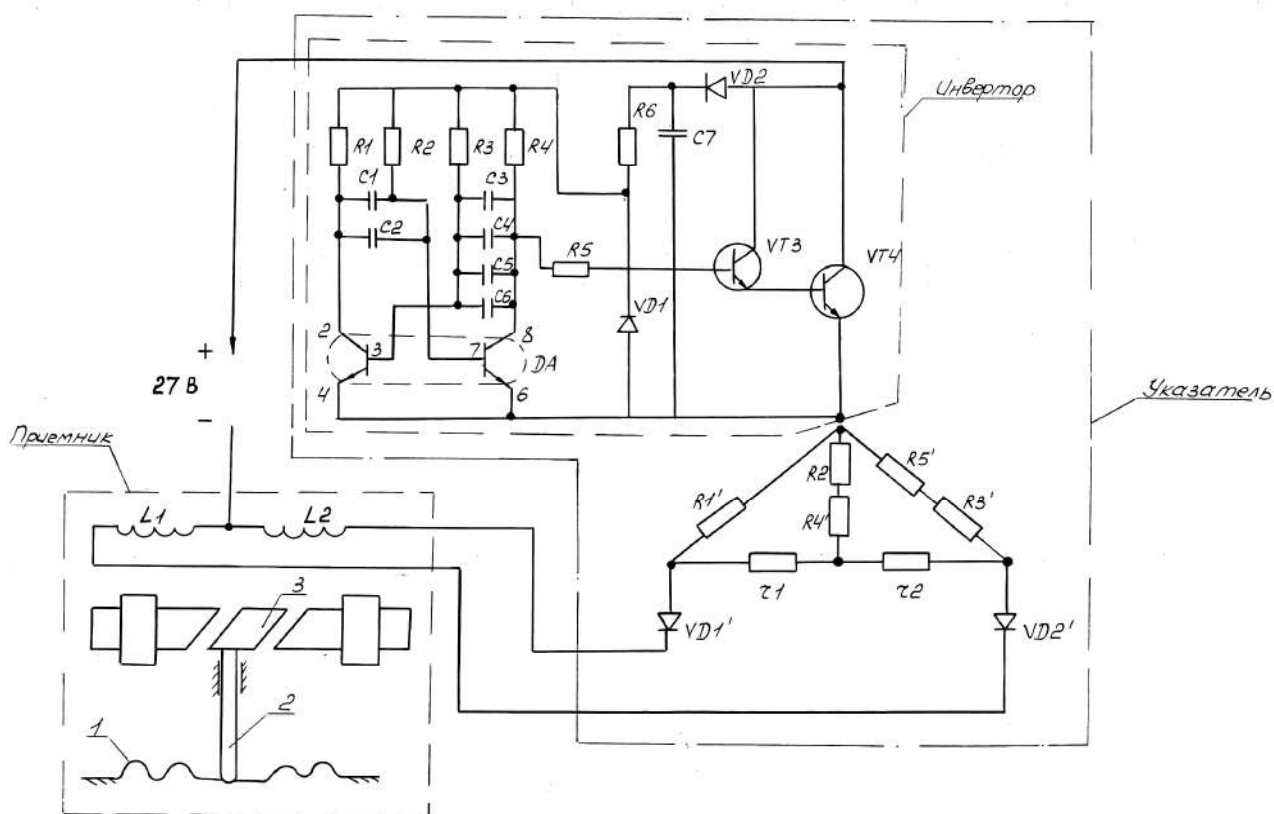 Инвертор
VD2
R6
C7
R1
R2
R3
R4
C1
C3
C2
C4
R5
VT3
VT4
C5
C6
VD1
2
8
3
7
DA
4
6
+
27 В
−
Указатель
Приемник
L1
L2
R2
R5'
R1'
R4'
R3'
τ1
τ2
3
VD1'
VD2'
2
1